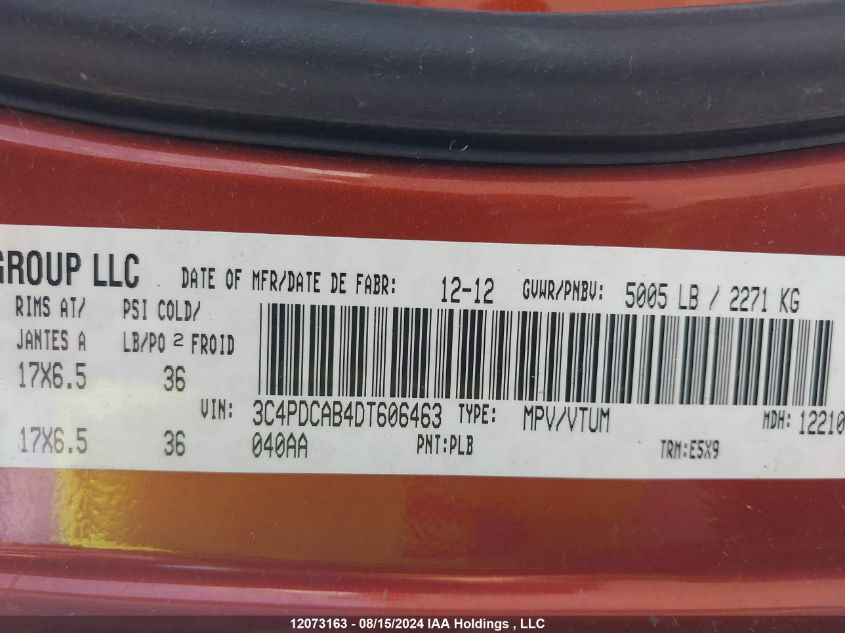 GROUP LLC DATE OF MFR/DATE DE FABR: 12-12 GVWR/PNBV: 5005 LB / 2271 KG
RIMS AT/ PSI COLD/
JANTES A LB/PO 2 FROID
17X6.5 36
VIN: 3C4PDCAB4DT606463 TYPE: MPV/VTUM MDH: 12210
17X6.5 36 040AA PNT:PLB TRM:E5X9
12073163 - 08/15/2024 IAA Holdings , LLC